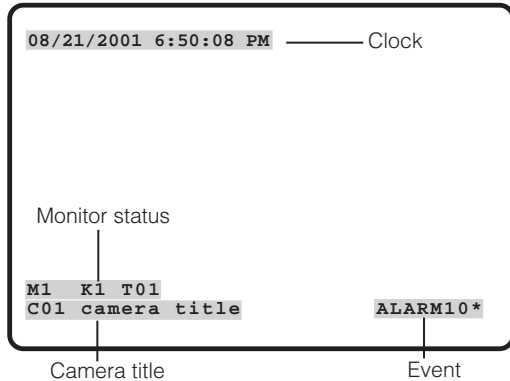 08/21/2001 6:50:08 PM Clock
Monitor status
M1 K1 T01
C01 camera title ALARM10*
Camera title Event